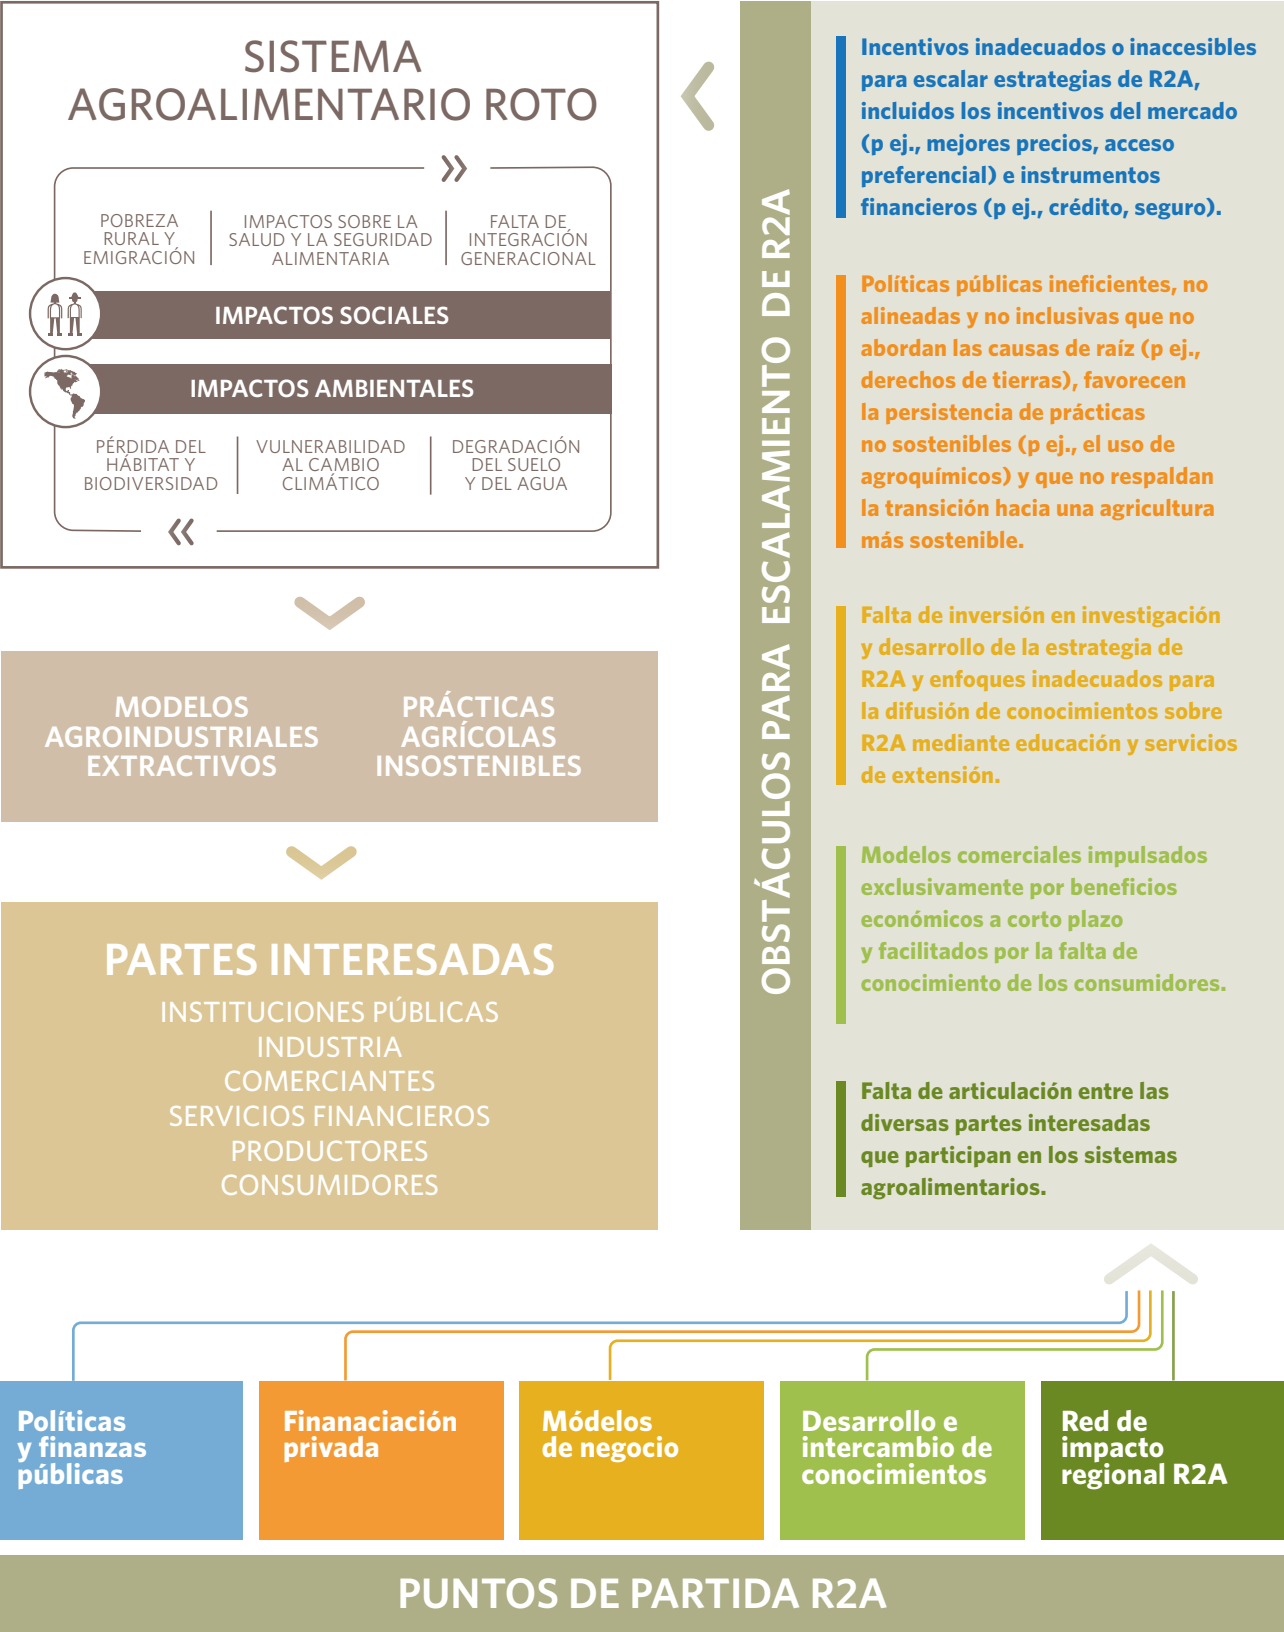 SISTEMA
AGROALIMENTARIO ROTO
POBREZA
RURAL Y
EMIGRACIÓN
IMPACTOS SOBRE LA
SALUD Y LA SEGURIDAD
ALIMENTARIA
FALTA DE
INTEGRACIÓN
GENERACIONAL
IMPACTOS SOCIALES
IMPACTOS AMBIENTALES
PÉRDIDA DEL
HÁBITAT Y
BIODIVERSIDAD
VULNERABILIDAD
AL CAMBIO
CLIMÁTICO
DEGRADACIÓN
DEL SUELO
Y DEL AGUA
MODELOS
AGROINDUSTRIALES
EXTRACTIVOS
PRÁCTICAS
AGRÍCOLAS
INSOSTENIBLES
PARTES INTERESADAS
INSTITUCIONES PÚBLICAS
INDUSTRIA
COMERCIANTES
SERVICIOS FINANCIEROS
PRODUCTORES
CONSUMIDORES
OBSTÁCULOS PARA ESCALAMIENTO DE R2A
Incentivos inadecuados o inaccesibles
para escalar estrategias de R2A,
incluidos los incentivos del mercado
(p ej., mejores precios, acceso
preferencial) e instrumentos
financieros (p ej., crédito, seguro).
Políticas públicas ineficientes, no
alineadas y no inclusivas que no
abordan las causas de raíz (p ej.,
derechos de tierras), favorecen
la persistencia de prácticas
no sostenibles (p ej., el uso de
agroquímicos) y que no respaldan
la transición hacia una agricultura
más sostenible.
Falta de inversión en investigación
y desarrollo de la estrategia de
R2A y enfoques inadecuados para
la difusión de conocimientos sobre
R2A mediante educación y servicios
de extensión.
Modelos comerciales impulsados
exclusivamente por beneficios
económicos a corto plazo
y facilitados por la falta de
conocimiento de los consumidores.
Falta de articulación entre las
diversas partes interesadas
que participan en los sistemas
agroalimentarios.
Políticas
y finanzas
públicas
Finanaciación
privada
Módelos
de negocio
Desarrollo e
intercambio de
conocimientos
Red de
impacto
regional R2A
PUNTOS DE PARTIDA R2A